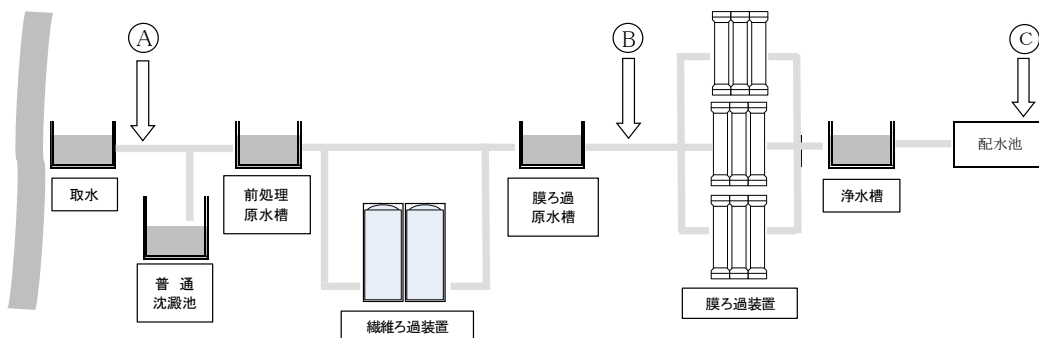 A
B
C
取水
普 通
沈澱池
前処理
原水槽
繊維ろ過装置
膜ろ過
原水槽
膜ろ過装置
浄水槽
配水池